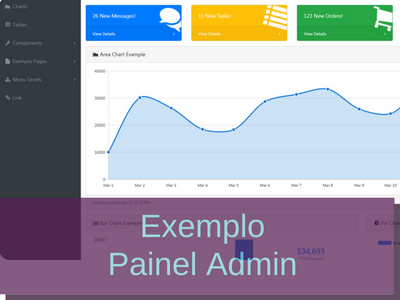 Charts
Tables
Components
Example Pages
Menu Levels
Link
26 New Messages!
View Details
11 New Tasks!
View Details
123 New Orders!
View Details
Area Chart Example
40000
30000
20000
10000
0
Mar 1
Mar 2
Mar 3
Mar 4
Mar 5
Mar 6
Mar 7
Mar 8
Mar 9
Mar 10
Bar Chart Example
$34,693
Exemplo
Painel Admin